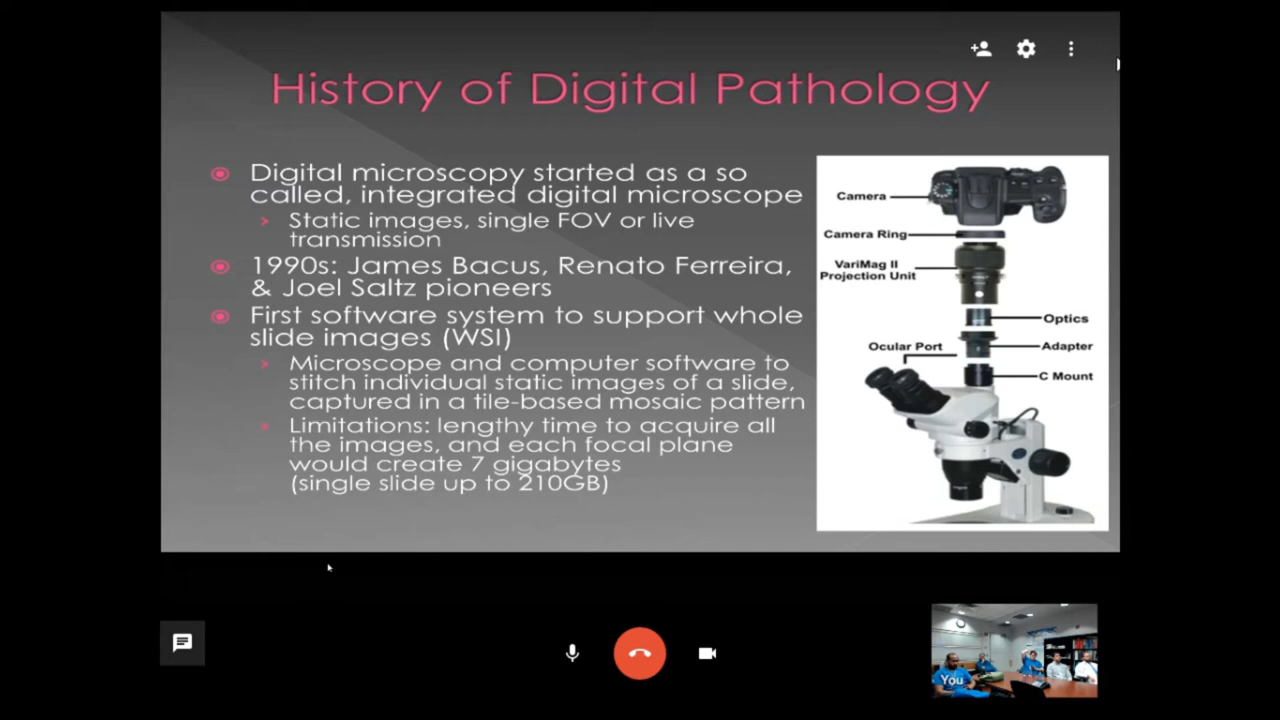 History of Digital Pathology
Digital microscopy started as a so
called, integrated digital microscope
Static images, single FOV or live
transmission
1990s: James Bacus, Renato Ferreira,
& Joel Saltz pioneers
First software system to support whole
slide images (WSI)
Microscope and computer software to
stitch individual static images of a slide,
captured in a tile-based mosaic pattern
Limitations: lengthy time to acquire all
the images, and each focal plane
would create 7 gigabytes
(single slide up to 210GB)
Camera
Camera Ring
VariMag II
Projection Unit
Optics
Ocular Port
Adapter
C Mount
You